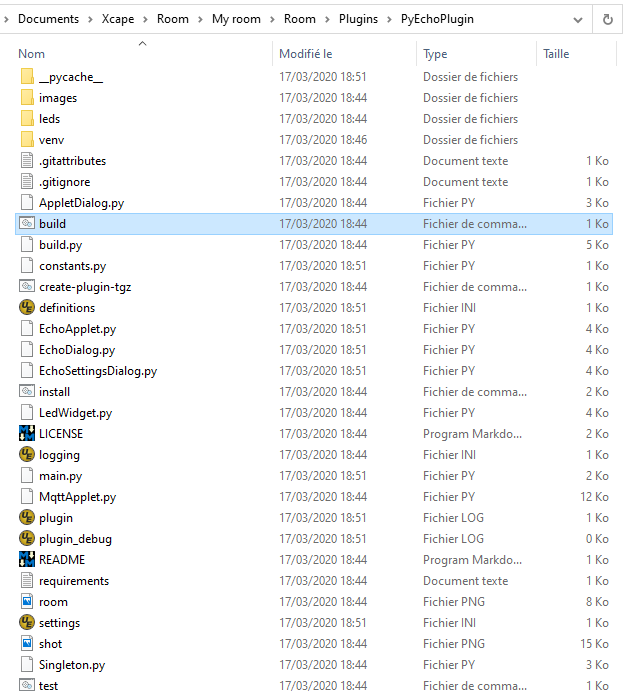 Documents > Xcape > Room > My room > Room > Plugins > PyEchoPlugin
Nom Modifié le Type Taille
__pycache__ 17/03/2020 18:51 Dossier de fichiers
images 17/03/2020 18:44 Dossier de fichiers
leds 17/03/2020 18:44 Dossier de fichiers
venv 17/03/2020 18:46 Dossier de fichiers
.gitattributes 17/03/2020 18:44 Document texte 1 Ko
.gitignore 17/03/2020 18:44 Document texte 1 Ko
AppletDialog.py 17/03/2020 18:44 Fichier PY 3 Ko
build 17/03/2020 18:44 Fichier de comma... 1 Ko
build.py 17/03/2020 18:44 Fichier PY 5 Ko
constants.py 17/03/2020 18:51 Fichier PY 1 Ko
create-plugin-tgz 17/03/2020 18:44 Fichier de comma... 1 Ko
definitions 17/03/2020 18:51 Fichier INI 1 Ko
EchoApplet.py 17/03/2020 18:51 Fichier PY 4 Ko
EchoDialog.py 17/03/2020 18:51 Fichier PY 4 Ko
EchoSettingsDialog.py 17/03/2020 18:51 Fichier PY 4 Ko
install 17/03/2020 18:44 Fichier de comma... 2 Ko
LedWidget.py 17/03/2020 18:44 Fichier PY 4 Ko
LICENSE 17/03/2020 18:44 Program Markdo... 2 Ko
logging 17/03/2020 18:44 Fichier INI 1 Ko
main.py 17/03/2020 18:51 Fichier PY 2 Ko
MqttApplet.py 17/03/2020 18:44 Fichier PY 12 Ko
plugin 17/03/2020 18:51 Fichier LOG 1 Ko
plugin_debug 17/03/2020 18:51 Fichier LOG 0 Ko
README 17/03/2020 18:44 Program Markdo... 1 Ko
requirements 17/03/2020 18:44 Document texte 1 Ko
room 17/03/2020 18:44 Fichier PNG 8 Ko
settings 17/03/2020 18:51 Fichier INI 1 Ko
shot 17/03/2020 18:44 Fichier PNG 15 Ko
Singleton.py 17/03/2020 18:44 Fichier PY 3 Ko
test 17/03/2020 18:44 Fichier de comma... 1 Ko